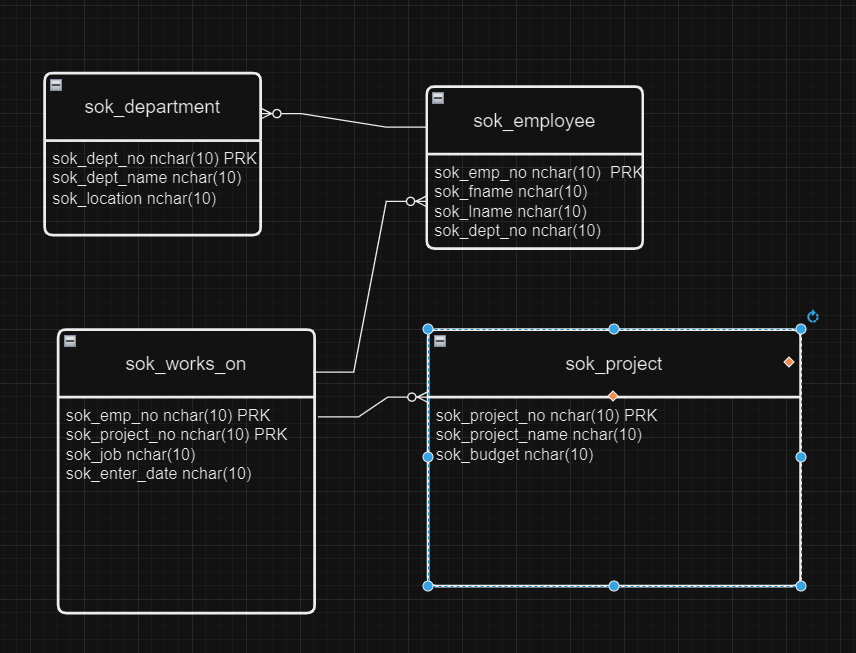 sok_department
sok_dept_no nchar(10) PRK
sok_dept_name nchar(10)
sok_location nchar(10)
sok_employee
sok_emp_no nchar(10)  PRK
sok_fname nchar(10)
sok_lname nchar(10)
sok_dept_no nchar(10)
sok_works_on
sok_emp_no nchar(10) PRK
sok_project_no nchar(10) PRK
sok_job nchar(10)
sok_enter_date nchar(10)
sok_project
sok_project_no nchar(10) PRK
sok_project_name nchar(10)
sok_budget nchar(10)